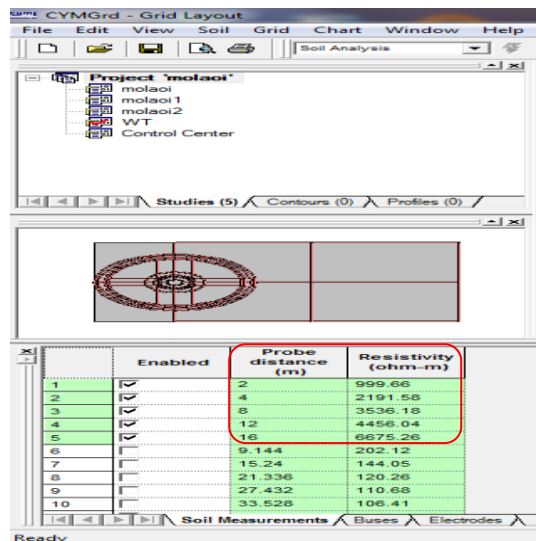 CYME CYMGrd - Grid Layout
File Edit View Soil Grid Chart Window Help
Soil Analysis
Project 'molaoi'
molaoi
molaoi1
molaoi2
WT
Control Center
Studies (5) Contours (0) Profiles (0)
Enabled Probe distance (m) Resistivity (ohm-m)
1 2 999.66
2 4 2191.58
3 8 3536.18
4 12 4456.04
5 16 6675.26
6 9.144 202.12
7 15.24 144.05
8 21.336 120.26
9 27.432 110.68
10 33.528 106.41
Soil Measurements Buses Electrodes
Ready